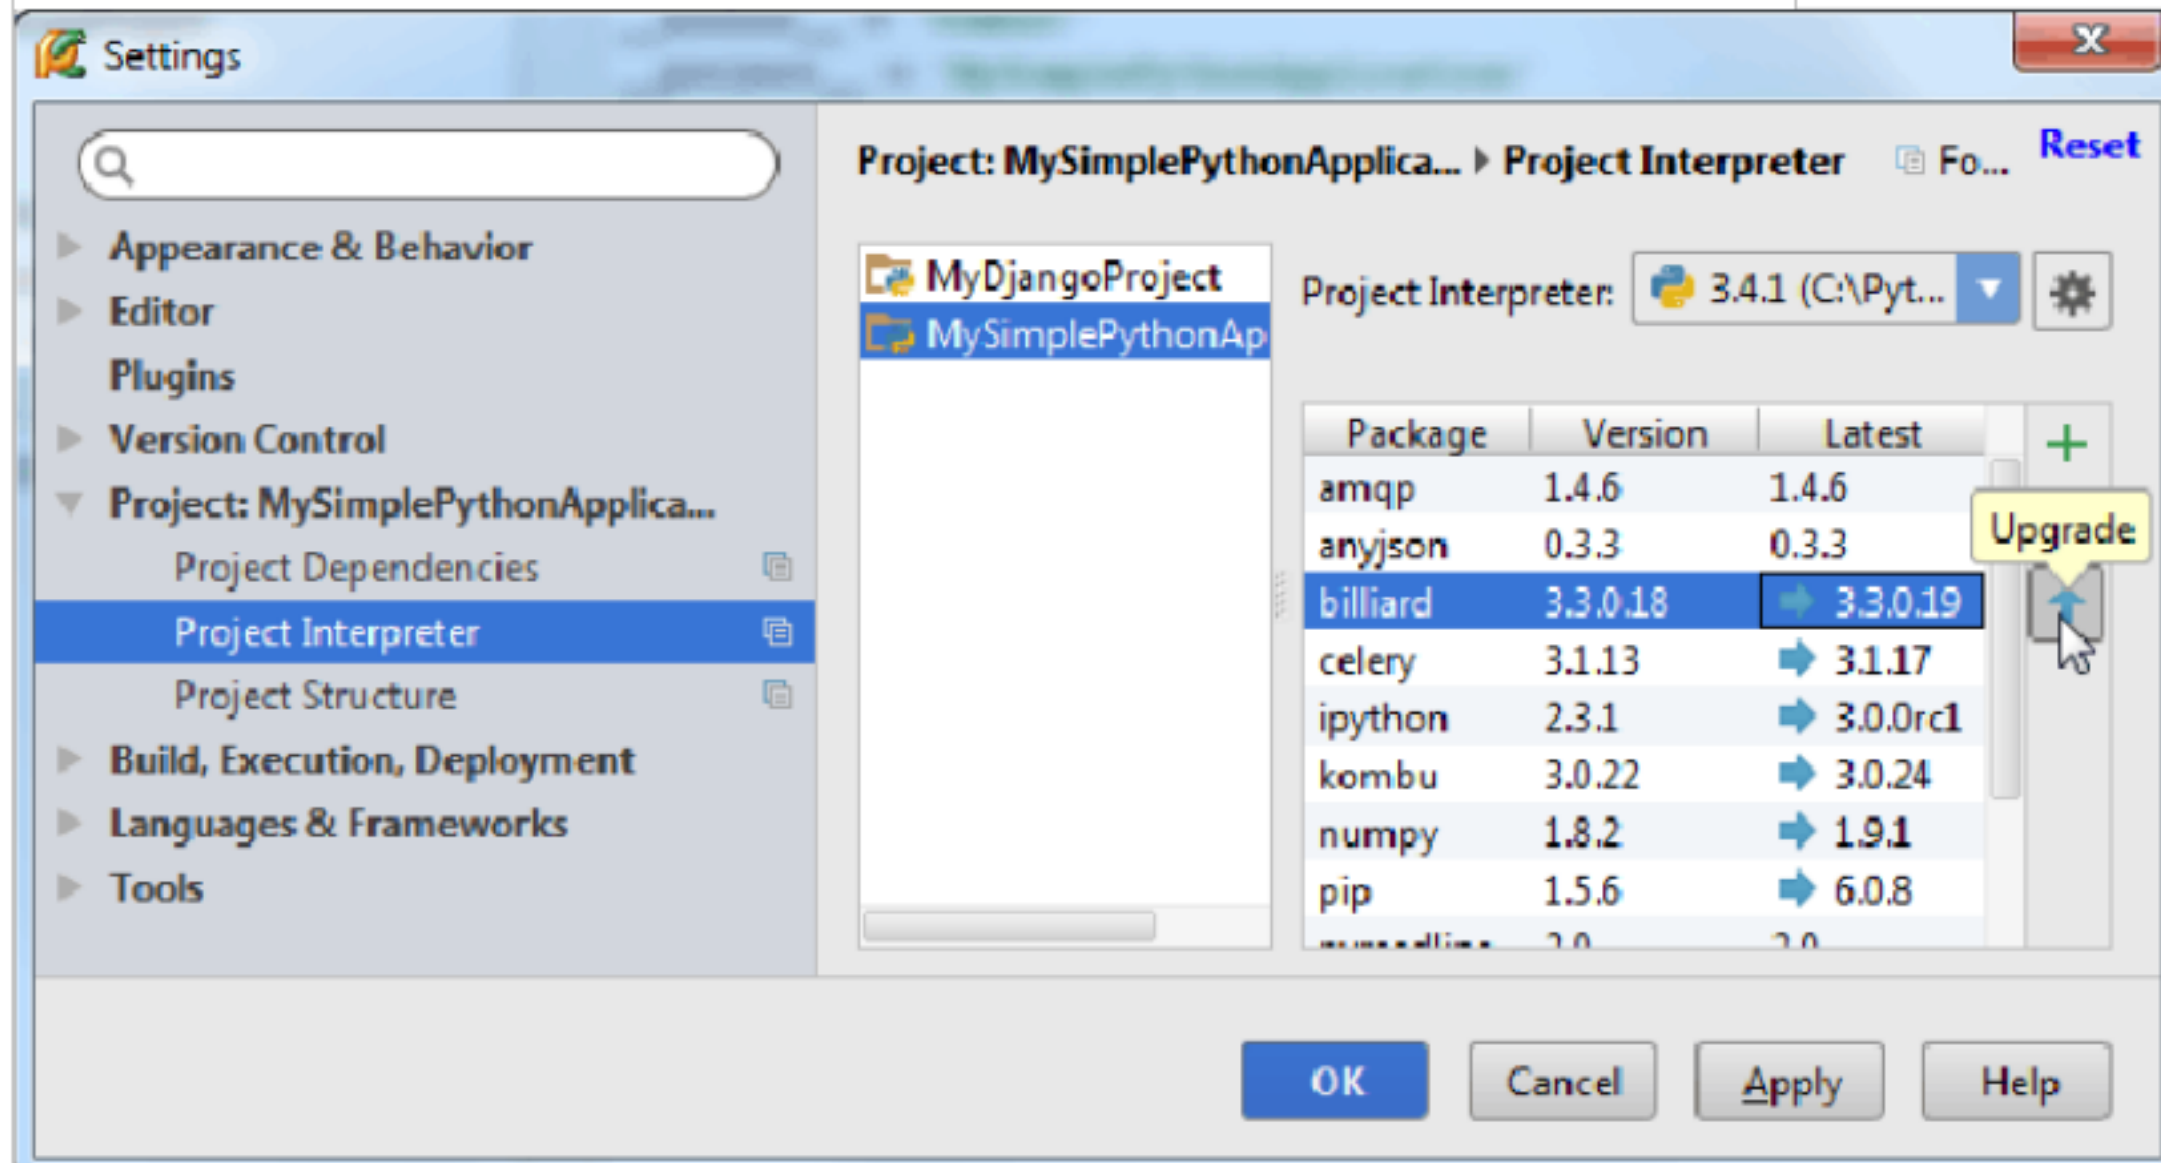 Settings
Appearance & Behavior
Editor
Plugins
Version Control
Project: MySimplePythonApplica...
Project Dependencies
Project Interpreter
Project Structure
Build, Execution, Deployment
Languages & Frameworks
Tools
Project: MySimplePythonApplica... Project Interpreter Fo... Reset
MyDjangoProject
MySimplePythonAp
Project Interpreter: 3.4.1 (C:\Pyt...
Package Version Latest
amqp 1.4.6 1.4.6
anyjson 0.3.3 0.3.3
Upgrade
billiard 3.3.0.18 3.3.0.19
celery 3.1.13 3.1.17
ipython 2.3.1 3.0.0rc1
kombu 3.0.22 3.0.24
numpy 1.8.2 1.9.1
pip 1.5.6 6.0.8
OK Cancel Apply Help